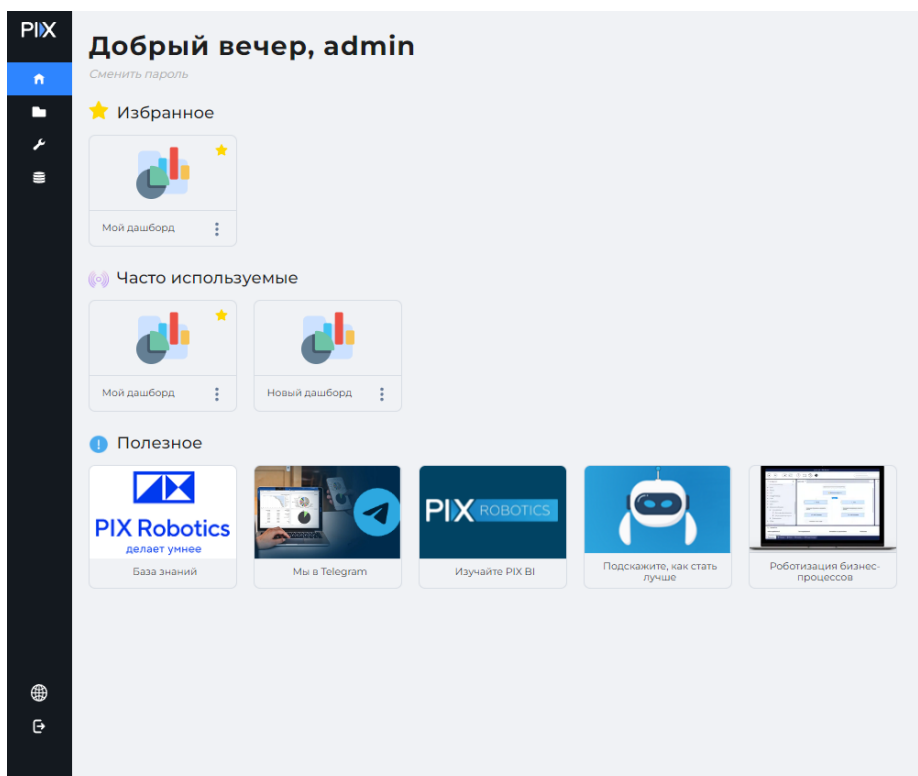 PIX
Добрый вечер, admin
Сменить пароль
Избранное
Мой дашборд
Часто используемые
Мой дашборд
Новый дашборд
Полезное
PIX Robotics
делает умнее
База знаний
Мы в Telegram
PIX ROBOTICS
Изучайте PIX BI
Подскажите, как стать
лучше
Роботизация бизнес-
процессов